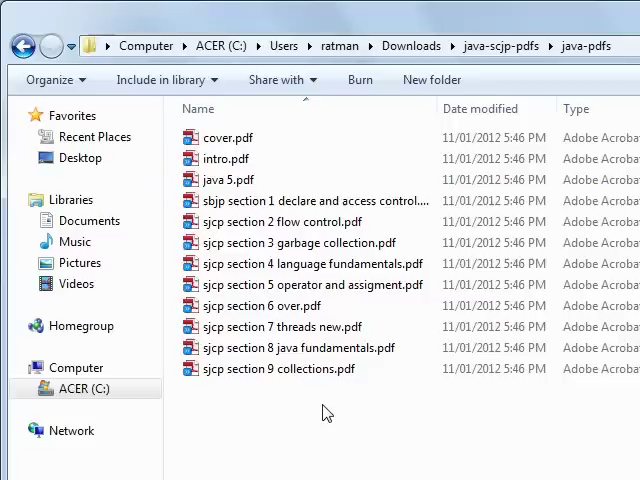 Computer ACER (C:) Users ratman Downloads java-scjp-pdfs java-pdfs
Organize Include in library Share with Burn New folder
Name Date modified Type
Favorites
Recent Places
Desktop
Libraries
Documents
Music
Pictures
Videos
Homegroup
Computer
ACER (C:)
Network
cover.pdf 11/01/2012 5:46 PM Adobe Acroba
intro.pdf 11/01/2012 5:46 PM Adobe Acroba
java 5.pdf 11/01/2012 5:46 PM Adobe Acroba
sbjp section 1 declare and access control.... 11/01/2012 5:46 PM Adobe Acroba
sjcp section 2 flow control.pdf 11/01/2012 5:46 PM Adobe Acroba
sjcp section 3 garbage collection.pdf 11/01/2012 5:46 PM Adobe Acroba
sjcp section 4 language fundamentals.pdf 11/01/2012 5:46 PM Adobe Acroba
sjcp section 5 operator and assigment.pdf 11/01/2012 5:46 PM Adobe Acroba
sjcp section 6 over.pdf 11/01/2012 5:46 PM Adobe Acroba
sjcp section 7 threads new.pdf 11/01/2012 5:46 PM Adobe Acroba
sjcp section 8 java fundamentals.pdf 11/01/2012 5:46 PM Adobe Acroba
sjcp section 9 collections.pdf 11/01/2012 5:46 PM Adobe Acroba